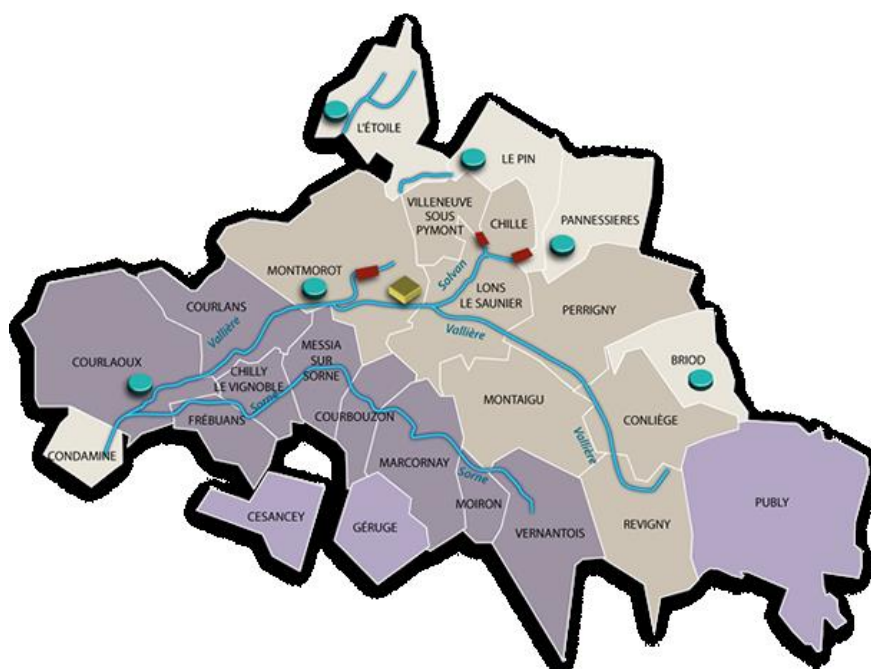 L'ÉTOILE
LE PIN
VILLENEUVE
SOUS
PYMONT
CHILLE
PANNESSIERES
MONTMOROT
Solvan
LONS
LE SAUNIER
COURLANS
PERRIGNY
Vallière
Vallière
MESSIA
SUR
SORNE
COURLAOUX
BRIOD
CHILLY
LE VIGNOBLE
MONTAIGU
Sorne
FRÉBUANS
COURBOUZON
CONLIÈGE
CONDAMINE
MARCORNAY
Vallière
Sorne
MOIRON
CESANCEY
GÉRUGE
VERNANTOIS
REVIGNY
PUBLY